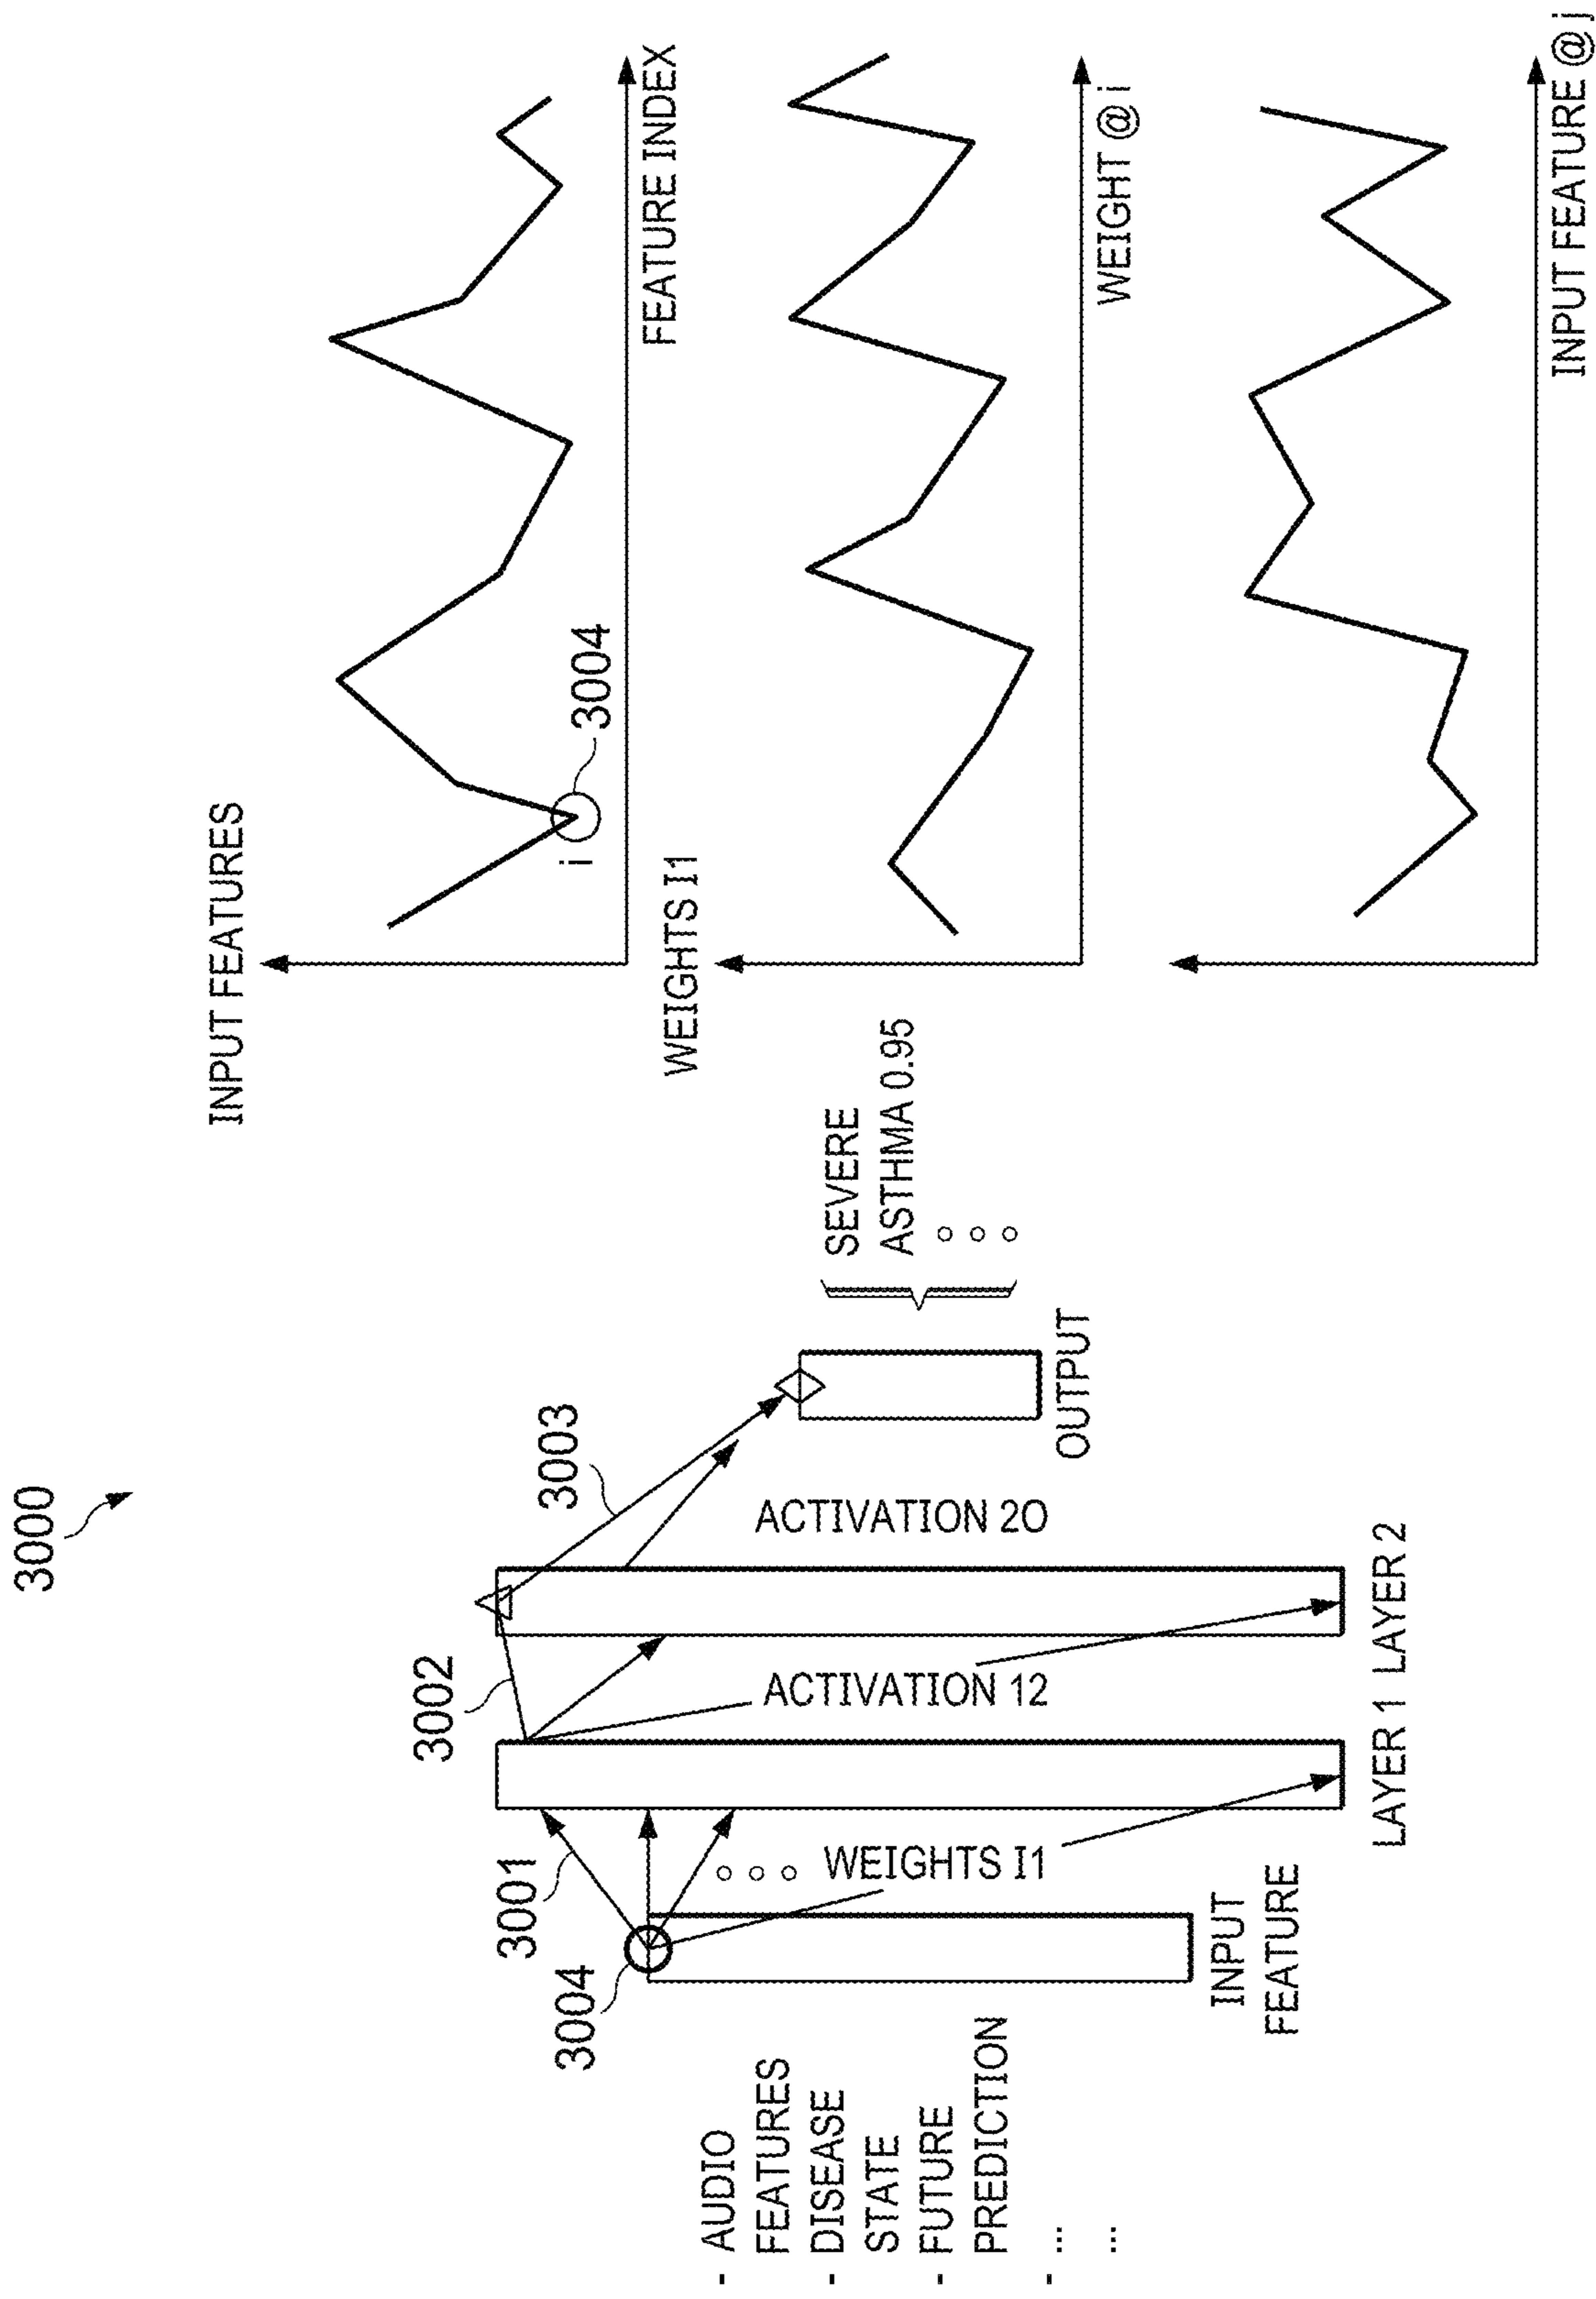 3000
INPUT FEATURES
i
3004
FEATURE INDEX
WEIGHTS I1
WEIGHT @ i
INPUT FEATURE @ j
- AUDIO
FEATURES
- DISEASE
STATE
- FUTURE
PREDICTION
- ...
...
3004
3001
3002
3003
WEIGHTS I1
ACTIVATION 12
ACTIVATION 2O
SEVERE
ASTHMA 0.95
INPUT
FEATURE
LAYER 1
LAYER 2
OUTPUT